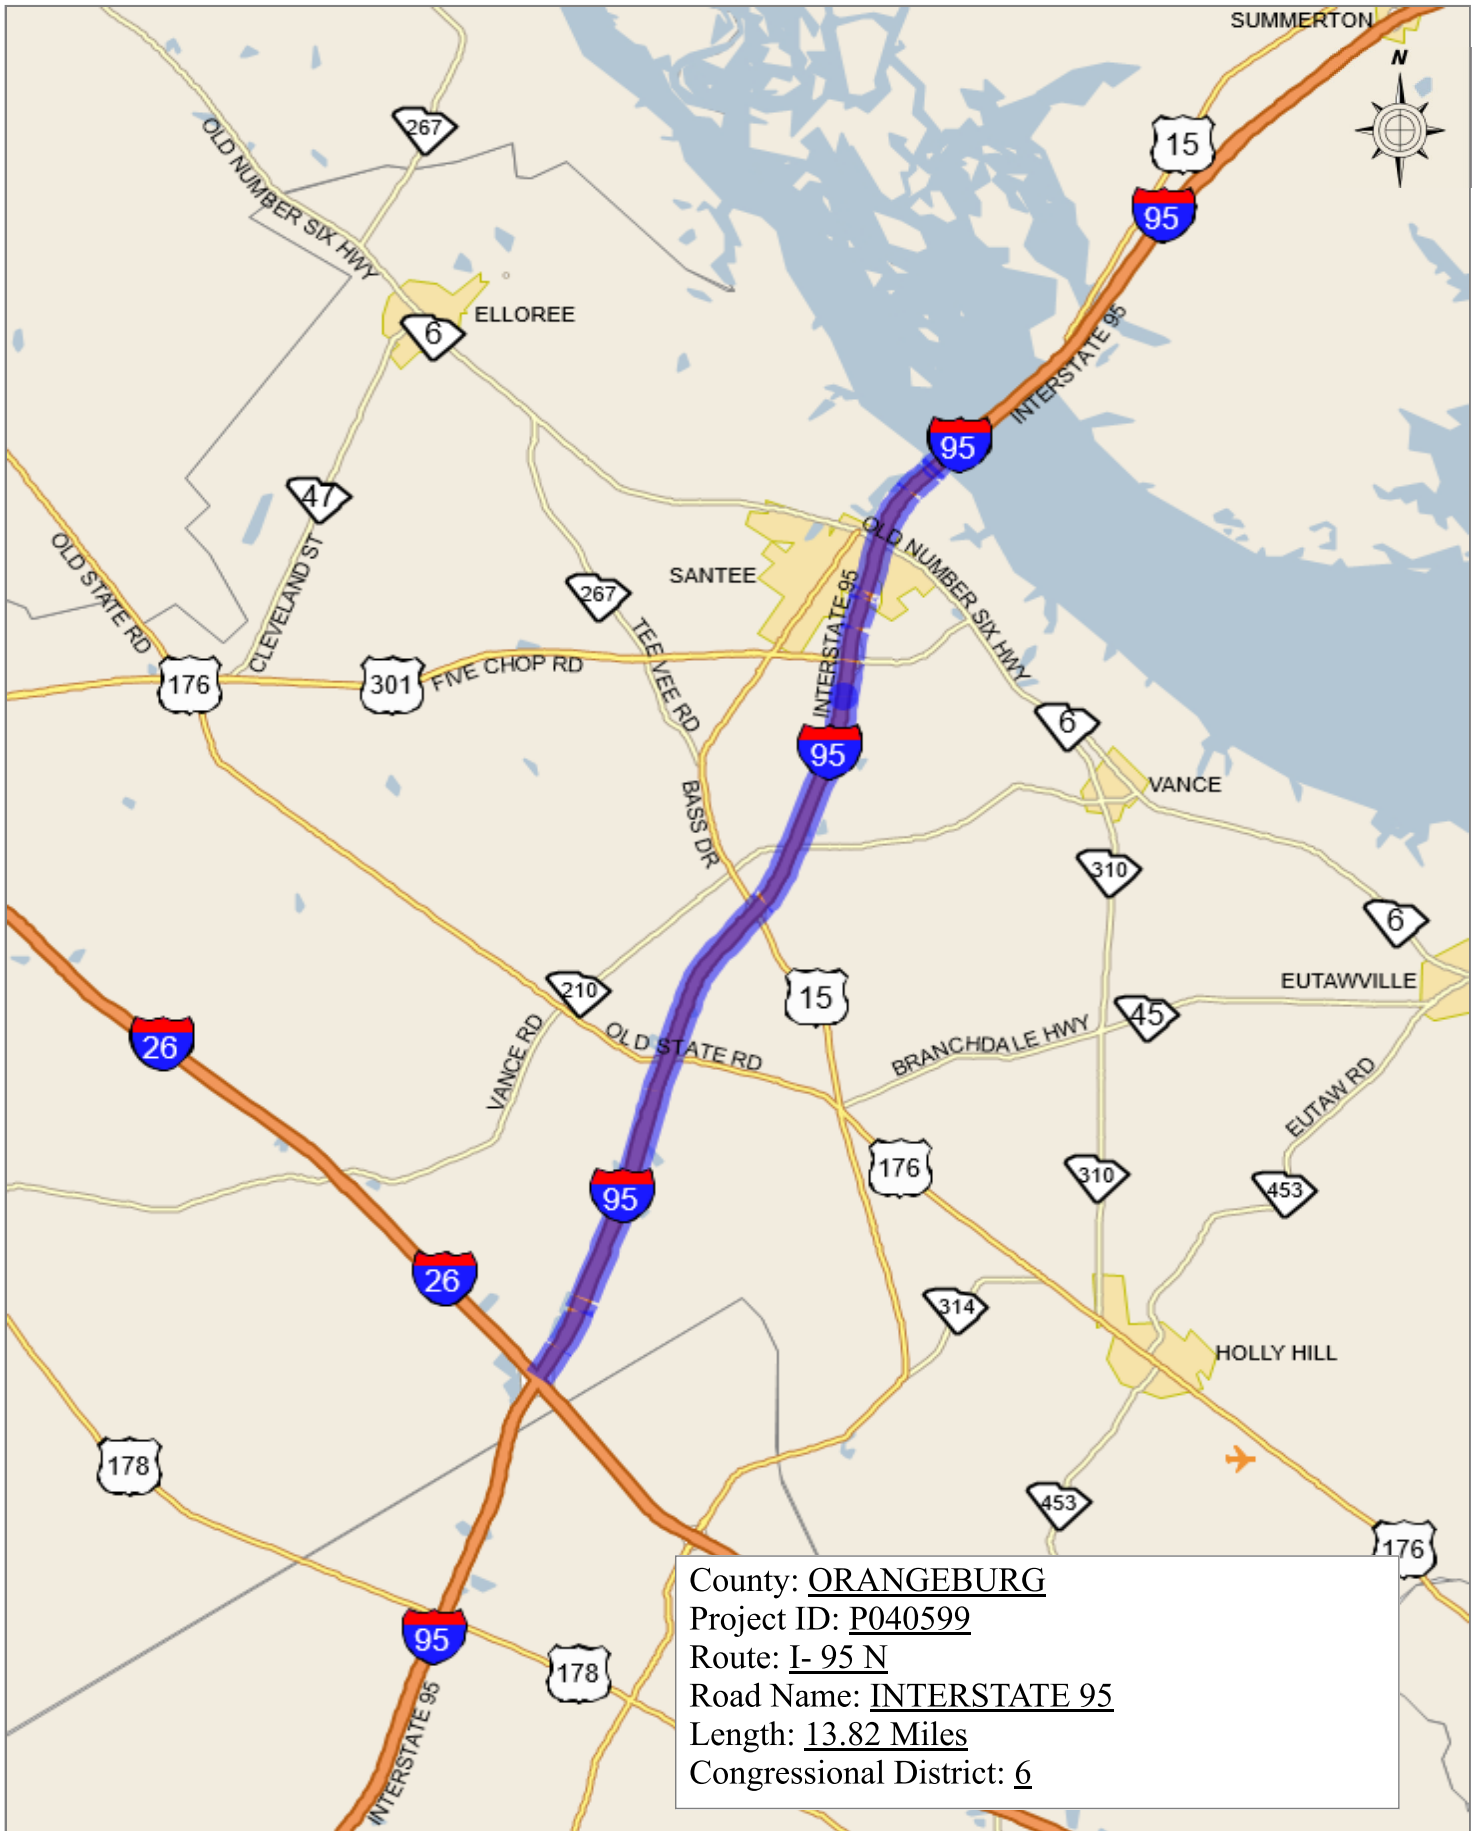 SUMMERTON
N
267
15
OLD NUMBER SIX HWY
95
ELLOREE
6
INTERSTATE 95
95
47
OLD NUMBER SIX HWY
OLD STATE RD
CLEVELAND ST
SANTEE
267
INTERSTATE 95
TEE VEE RD
176
301
FIVE CHOP RD
6
95
VANCE
BASS DR
310
6
EUTAWVILLE
210
15
45
26
OLD STATE RD
BRANCHDALE HWY
VANCE RD
EUTAW RD
176
310
453
95
26
314
HOLLY HILL
178
453
176
95
178
INTERSTATE 95
County: ORANGEBURG
Project ID: P040599
Route: I- 95 N
Road Name: INTERSTATE 95
Length: 13.82 Miles
Congressional District: 6